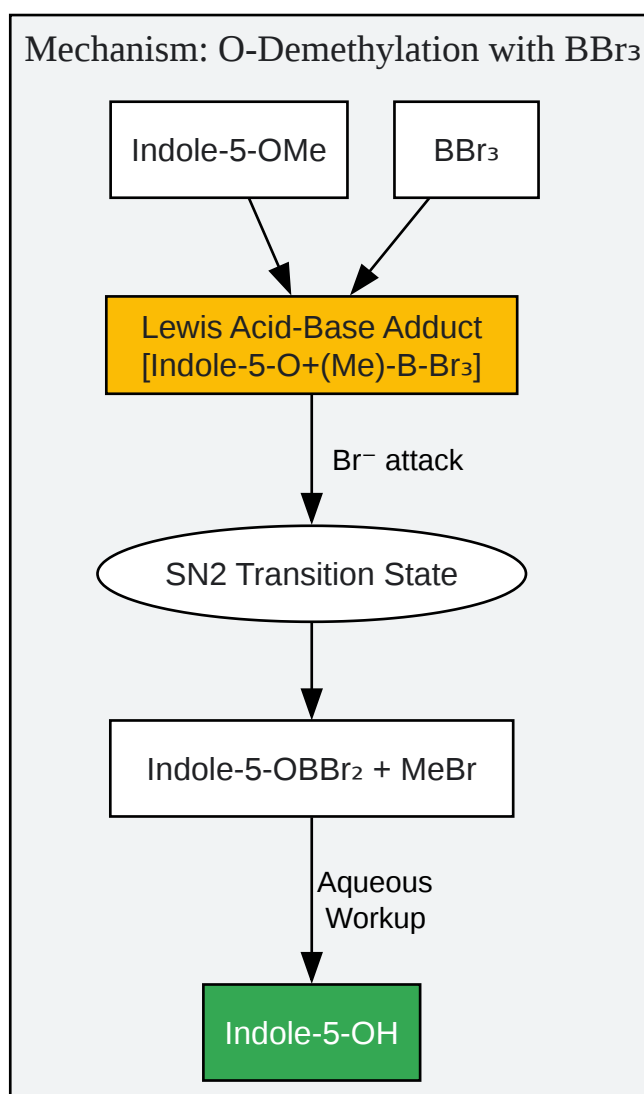 Mechanism: O-Demethylation with BBr₃
Indole-5-OMe
BBr₃
Lewis Acid-Base Adduct
[Indole-5-O+(Me)-B-Br₃]
Br⁻ attack
SN2 Transition State
Indole-5-OBBr₂ + MeBr
Aqueous
Workup
Indole-5-OH